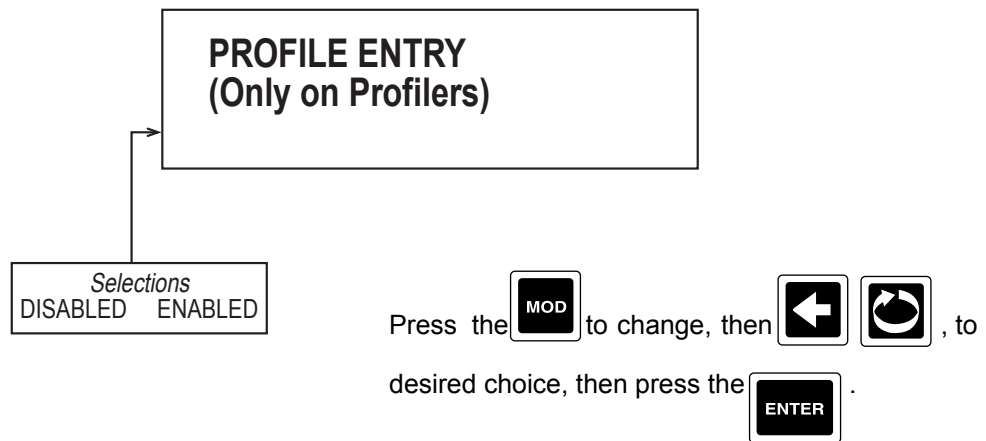 PROFILE ENTRY
(Only on Profilers)
Selections
DISABLED ENABLED
Press the MOD to change, then , to
desired choice, then press the ENTER .